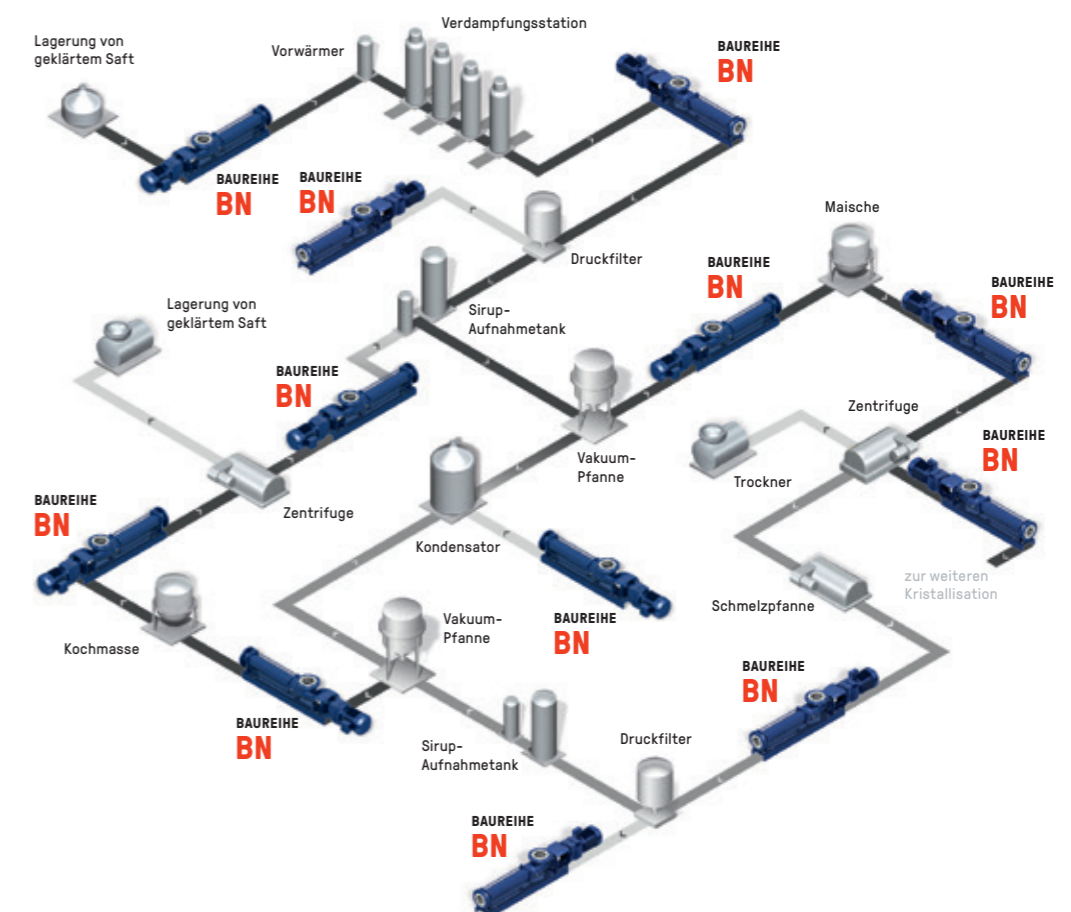 Verdampfungsstation
Lagerung von
geklärtem Saft
Vorwärmer
BAUREIHE
BN
BAUREIHE
BN
BAUREIHE
BN
Maische
Druckfilter
BAUREIHE
BN
BAUREIHE
BN
Lagerung von
geklärtem Saft
Sirup-
Aufnahmetank
BAUREIHE
BN
Zentrifuge
BAUREIHE
BN
Vakuum-
Pfanne
Trockner
BAUREIHE
BN
Zentrifuge
Kondensator
zur weiteren
Kristallisation
Schmelzpfanne
BAUREIHE
BN
Vakuum-
Pfanne
Kochmasse
BAUREIHE
BN
BAUREIHE
BN
Sirup-
Aufnahmetank
Druckfilter
BAUREIHE
BN